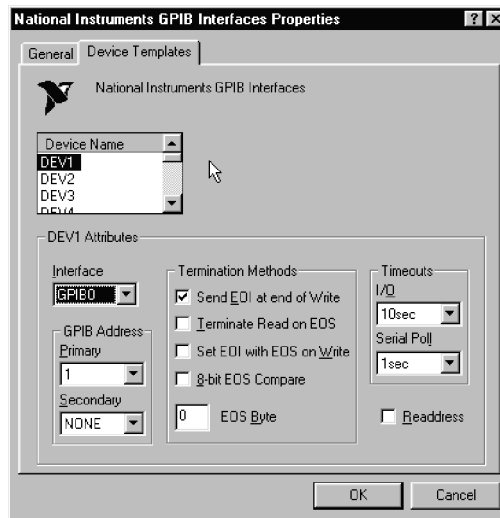 National Instruments GPIB Interfaces Properties
General Device Templates
National Instruments GPIB Interfaces
Device Name
DEV1
DEV2
DEV3
DEV4
DEV1 Attributes
Interface
GPIB0
GPIB Address
Primary
1
Secondary
NONE
Termination Methods
Send EOI at end of Write
Terminate Read on EOS
Set EOI with EOS on Write
8-bit EOS Compare
0 EOS Byte
Timeouts
I/O
10sec
Serial Poll
1sec
Readdress
OK Cancel